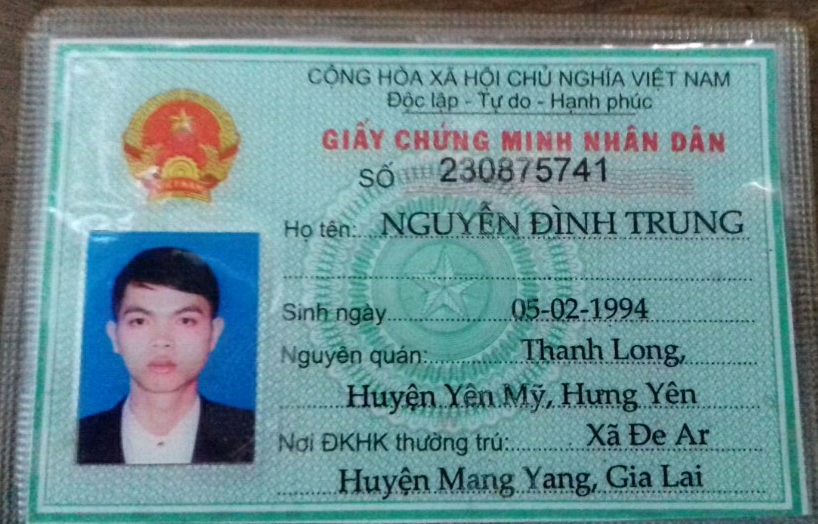 CỘNG HÒA XÃ HỘI CHỦ NGHĨA VIỆT NAM
Độc lập - Tự do - Hạnh phúc
GIẤY CHỨNG MINH NHÂN DÂN
SỐ 230875741
Họ tên: NGUYỄN ĐÌNH TRUNG
Sinh ngày 05-02-1994
Nguyên quán: Thanh Long,
Huyện Yên Mỹ, Hưng Yên
Nơi ĐKHK thường trú: Xã Đe Ar
Huyện Mang Yang, Gia Lai